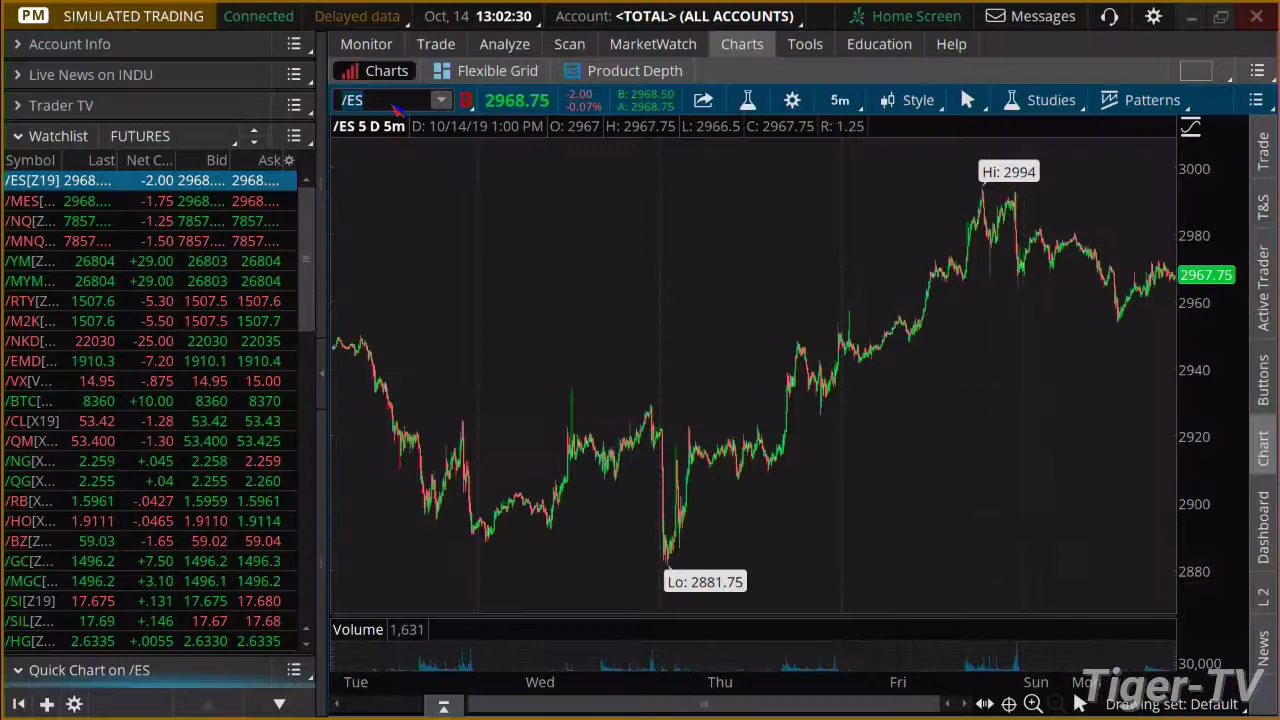 PM SIMULATED TRADING Connected Delayed data Oct, 14 13:02:30 Account: <TOTAL> (ALL ACCOUNTS) Home Screen Messages
Account Info
Live News on INDU
Trader TV
Watchlist FUTURES
Symbol Last Net C... Bid Ask
/ES[Z19] 2968.... -2.00 2968.... 2968....
/MES[... 2968.... -1.75 2968.... 2968....
/NQ[Z... 7857.... -1.25 7857.... 7857....
/MNQ... 7857.... -1.50 7857.... 7857....
/YM[Z... 26804 +29.00 26803 26804
/MYM... 26804 +29.00 26803 26804
/RTY[Z... 1507.6 -5.30 1507.5 1507.6
/M2K[... 1507.6 -5.50 1507.5 1507.7
/NKD[... 22030 -25.00 22030 22035
/EMD[... 1910.3 -7.20 1910.1 1910.4
/VX[V... 14.95 -.875 14.95 15.00
/BTC[... 8360 +10.00 8360 8370
/CL[X19] 53.42 -1.28 53.42 53.43
/QM[X... 53.400 -1.30 53.400 53.425
/NG[X... 2.259 +.045 2.258 2.259
/QG[X... 2.255 +.04 2.255 2.260
/RB[X... 1.5961 -.0427 1.5959 1.5961
/HO[X... 1.9111 -.0465 1.9110 1.9114
/BZ[Z... 59.03 -1.65 59.02 59.04
/GC[Z... 1496.2 +7.50 1496.2 1496.3
/MGC[... 1496.2 +3.10 1496.1 1496.2
/SI[Z19] 17.675 +.131 17.675 17.680
/SIL[Z... 17.69 +.146 17.67 17.68
/HG[Z... 2.6335 +.0055 2.6330 2.6335
Quick Chart on /ES
Monitor Trade Analyze Scan MarketWatch Charts Tools Education Help
Charts Flexible Grid Product Depth
/ES 2968.75 -2.00 -0.07% B: 2968.50 A: 2968.75 5m Style Studies Patterns
/ES 5 D 5m D: 10/14/19 1:00 PM O: 2967 H: 2967.75 L: 2966.5 C: 2967.75 R: 1.25
Hi: 2994
Lo: 2881.75
3000
2980
2967.75
2960
2940
2920
2900
2880
Volume 1,631
30,000
Tue Wed Thu Fri Sun
Drawing set: Default
Trade
T&S
Active Trader
Buttons
Chart
Dashboard
L 2
News
Tiger-TV